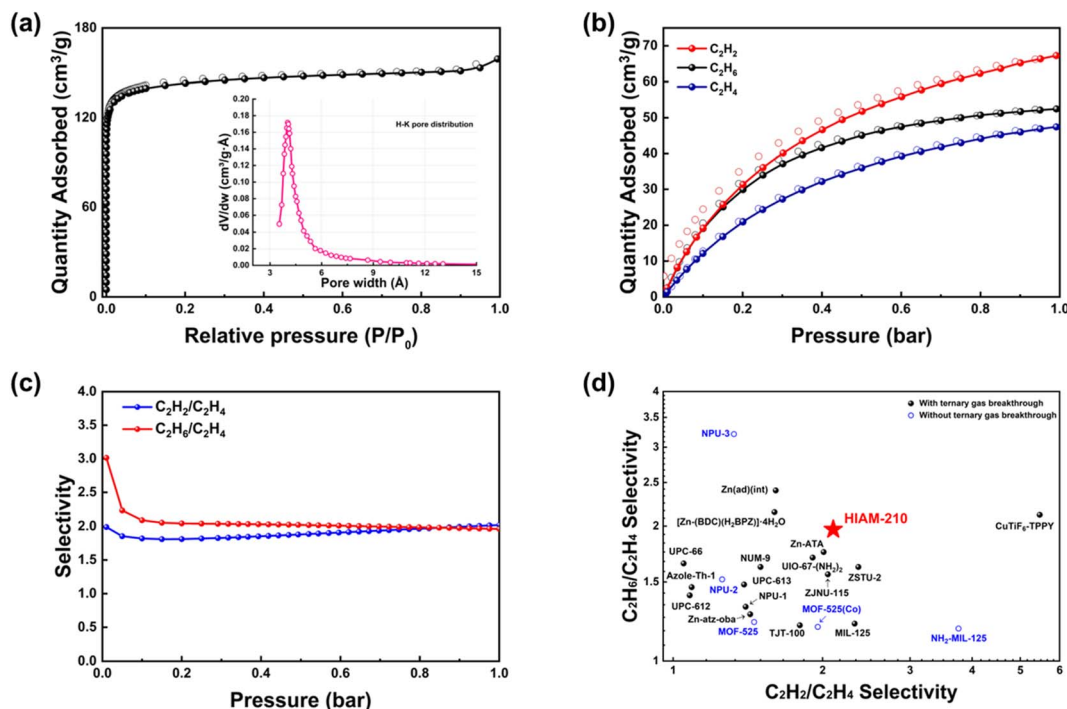 (a)
180
120
60
0
Quantity Adsorbed (cm³/g)
0.0 0.2 0.4 0.6 0.8 1.0
Relative pressure (P/P₀)
H-K pore distribution
0.20
0.18
0.16
0.14
0.12
0.10
0.08
0.06
0.04
0.02
0.00
dV/dw (cm³/g·Å)
3 6 9 12 15
Pore width (Å)
(b)
C₂H₂
C₂H₆
C₂H₄
70
60
50
40
30
20
10
0
Quantity Adsorbed (cm³/g)
0.0 0.2 0.4 0.6 0.8 1.0
Pressure (bar)
(c)
C₂H₂/C₂H₄
C₂H₆/C₂H₄
4.0
3.5
3.0
2.5
2.0
1.5
1.0
0.5
0.0
Selectivity
0.0 0.2 0.4 0.6 0.8 1.0
Pressure (bar)
(d)
With ternary gas breakthrough
Without ternary gas breakthrough
4
3.5
3
2.5
2
1.5
1
C₂H₆/C₂H₄ Selectivity
NPU-3
Zn(ad)(int)
[Zn-(BDC)(H₂BPZ)]·4H₂O
HIAM-210
CuTiF₆-TPPY
Zn-ATA
UPC-66
NUM-9
UIO-67-(NH₂)₂
Azole-Th-1
NPU-2
UPC-613
ZSTU-2
UPC-612
NPU-1
ZJNU-115
Zn-atz-oba
MOF-525(Co)
MOF-525
TJT-100
MIL-125
NH₂-MIL-125
1 2 3 4 5 6
C₂H₂/C₂H₄ Selectivity